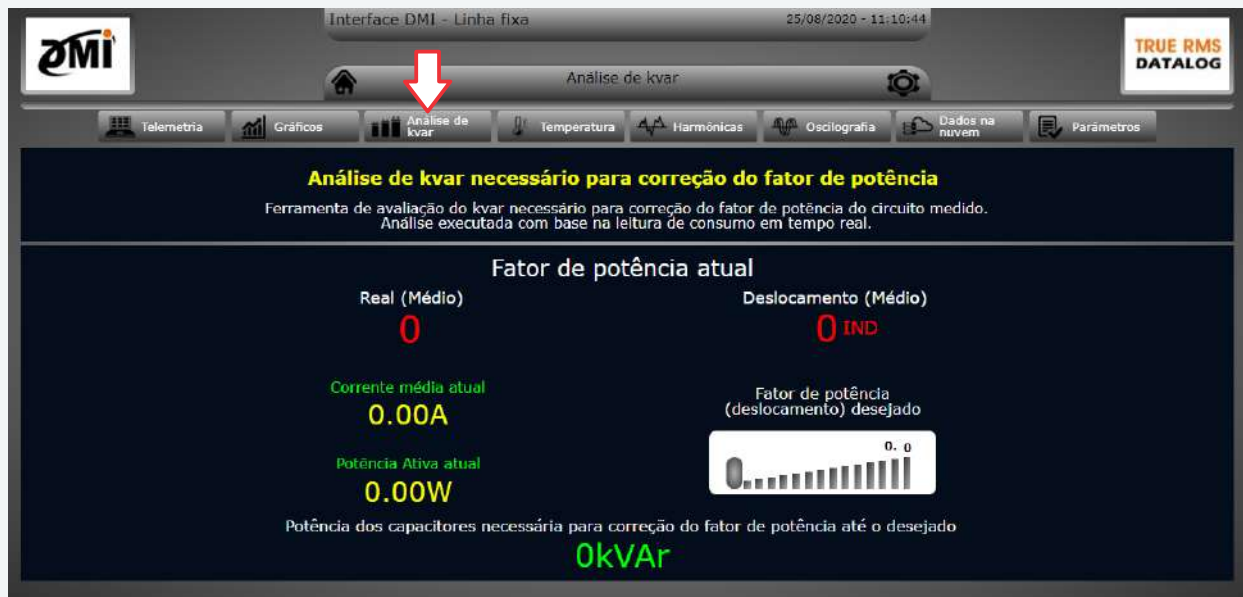 Interface DMI - Linha fixa
25/08/2020 - 11:10:44
DMI
TRUE RMS
DATALOG
Análise de kvar
Telemetria
Gráficos
Análise de
kvar
Temperatura
Harmônicas
Oscilografia
Dados na
nuvem
Parâmetros
Análise de kvar necessário para correção do fator de potência
Ferramenta de avaliação do kvar necessário para correção do fator de potência do circuito medido.
Análise executada com base na leitura de consumo em tempo real.
Fator de potência atual
Real (Médio)
0
Deslocamento (Médio)
0 IND
Corrente média atual
0.00A
Fator de potência
(deslocamento) desejado
0. 0
Potência Ativa atual
0.00W
Potência dos capacitores necessária para correção do fator de potência até o desejado
0kVAr